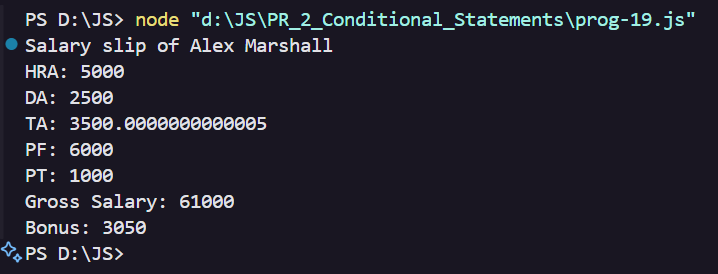 PS D:\JS> node "d:\JS\PR_2_Conditional_Statements\prog-19.js"
Salary slip of Alex Marshall
HRA: 5000
DA: 2500
TA: 3500.0000000000005
PF: 6000
PT: 1000
Gross Salary: 61000
Bonus: 3050
PS D:\JS>